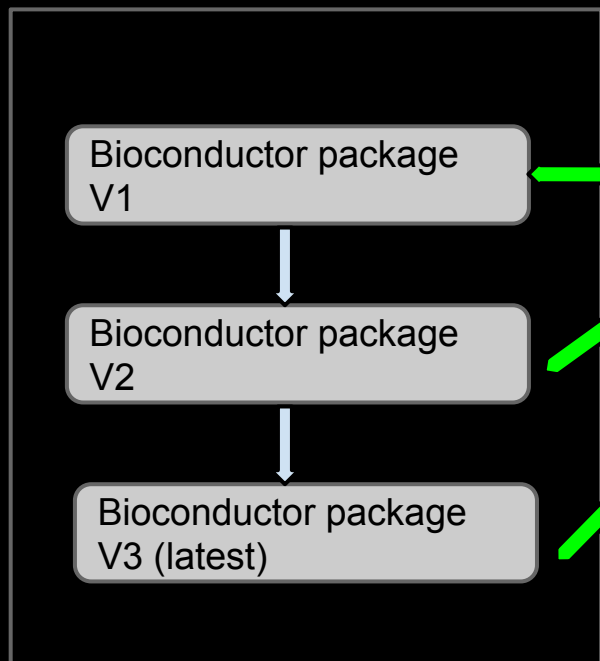 Bioconductor package
V1
Bioconductor package
V2
Bioconductor package
V3 (latest)